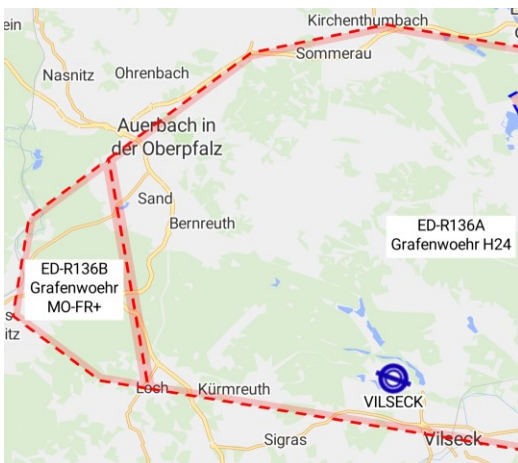 ein
Kirchenthumbach
Sommerau
Nasnitz
Ohrenbach
Auerbach in
der Oberpfalz
Sand
Bernreuth
ED-R136A
Grafenwoehr H24
ED-R136B
Grafenwoehr
MO-FR+
s
itz
Loch
Kürmreuth
VILSECK
Sigras
Vilseck